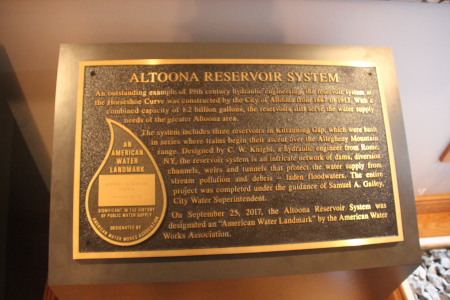 ALTOONA RESERVOIR SYSTEM
An outstanding example of 19th century hydraulic engineering, the reservoir system at
the Horseshoe Curve was constructed by the City of Altoona from to With a
combined capacity of billion gallons, the reservoirs still serve the water supply
needs of the greater Altoona area.
The system includes three reservoirs in Kittanning Gap, which were built
in series where trains begin their ascent over the Allegheny Mountain
range. Designed by C. W. Knight, a hydraulic engineer from Rome,
NY, the reservoir system is an intricate network of dams, diversion
channels, weirs and tunnels that protect the water supply from
stream pollution and debris – laden floodwaters. The entire
project was completed under the guidance of Samuel A. Gailey,
City Water Superintendent.
On September 25, 2017, the Altoona Reservoir System was
designated an "American Water Landmark" by the American Water
Works Association.
AN
AMERICAN
WATER
LANDMARK
SIGNIFICANT IN THE HISTORY
OF PUBLIC WATER SUPPLY
DESIGNATED BY
AMERICAN WATER WORKS ASSOCIATION